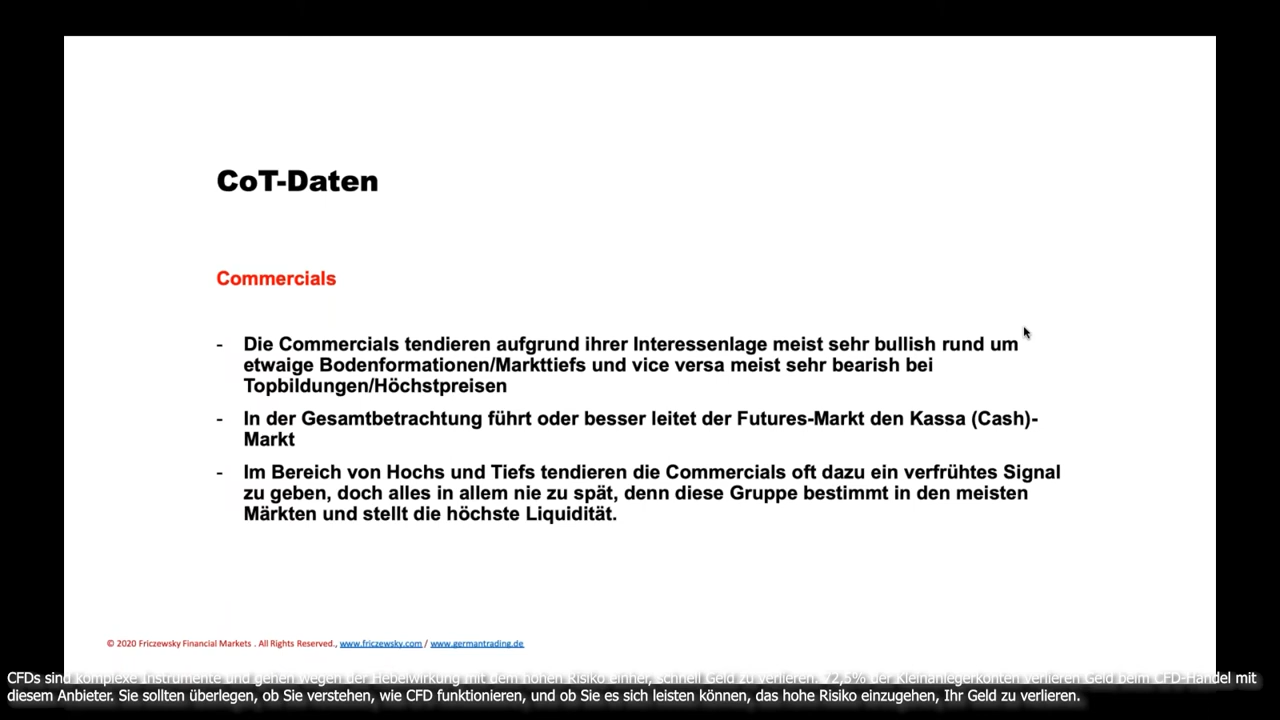 CoT-Daten
Commercials
- Die Commercials tendieren aufgrund ihrer Interessenlage meist sehr bullish rund um
etwaige Bodenformationen/Markttiefs und vice versa meist sehr bearish bei
Topbildungen/Höchstpreisen
- In der Gesamtbetrachtung führt oder besser leitet der Futures-Markt den Kassa (Cash)-
Markt
- Im Bereich von Hochs und Tiefs tendieren die Commercials oft dazu ein verfrühtes Signal
zu geben, doch alles in allem nie zu spät, denn diese Gruppe bestimmt in den meisten
Märkten und stellt die höchste Liquidität.
© 2020 Friczewsky Financial Markets . All Rights Reserved., www.friczewsky.com / www.germantrading.de
CFDs sind komplexe Instrumente und gehen wegen der Hebelwirkung mit dem hohen Risiko einher, schnell Geld zu verlieren. 72,5% der Kleinanlegerkonten verlieren Geld beim CFD-Handel mit
diesem Anbieter. Sie sollten überlegen, ob Sie verstehen, wie CFD funktionieren, und ob Sie es sich leisten können, das hohe Risiko einzugehen, Ihr Geld zu verlieren.